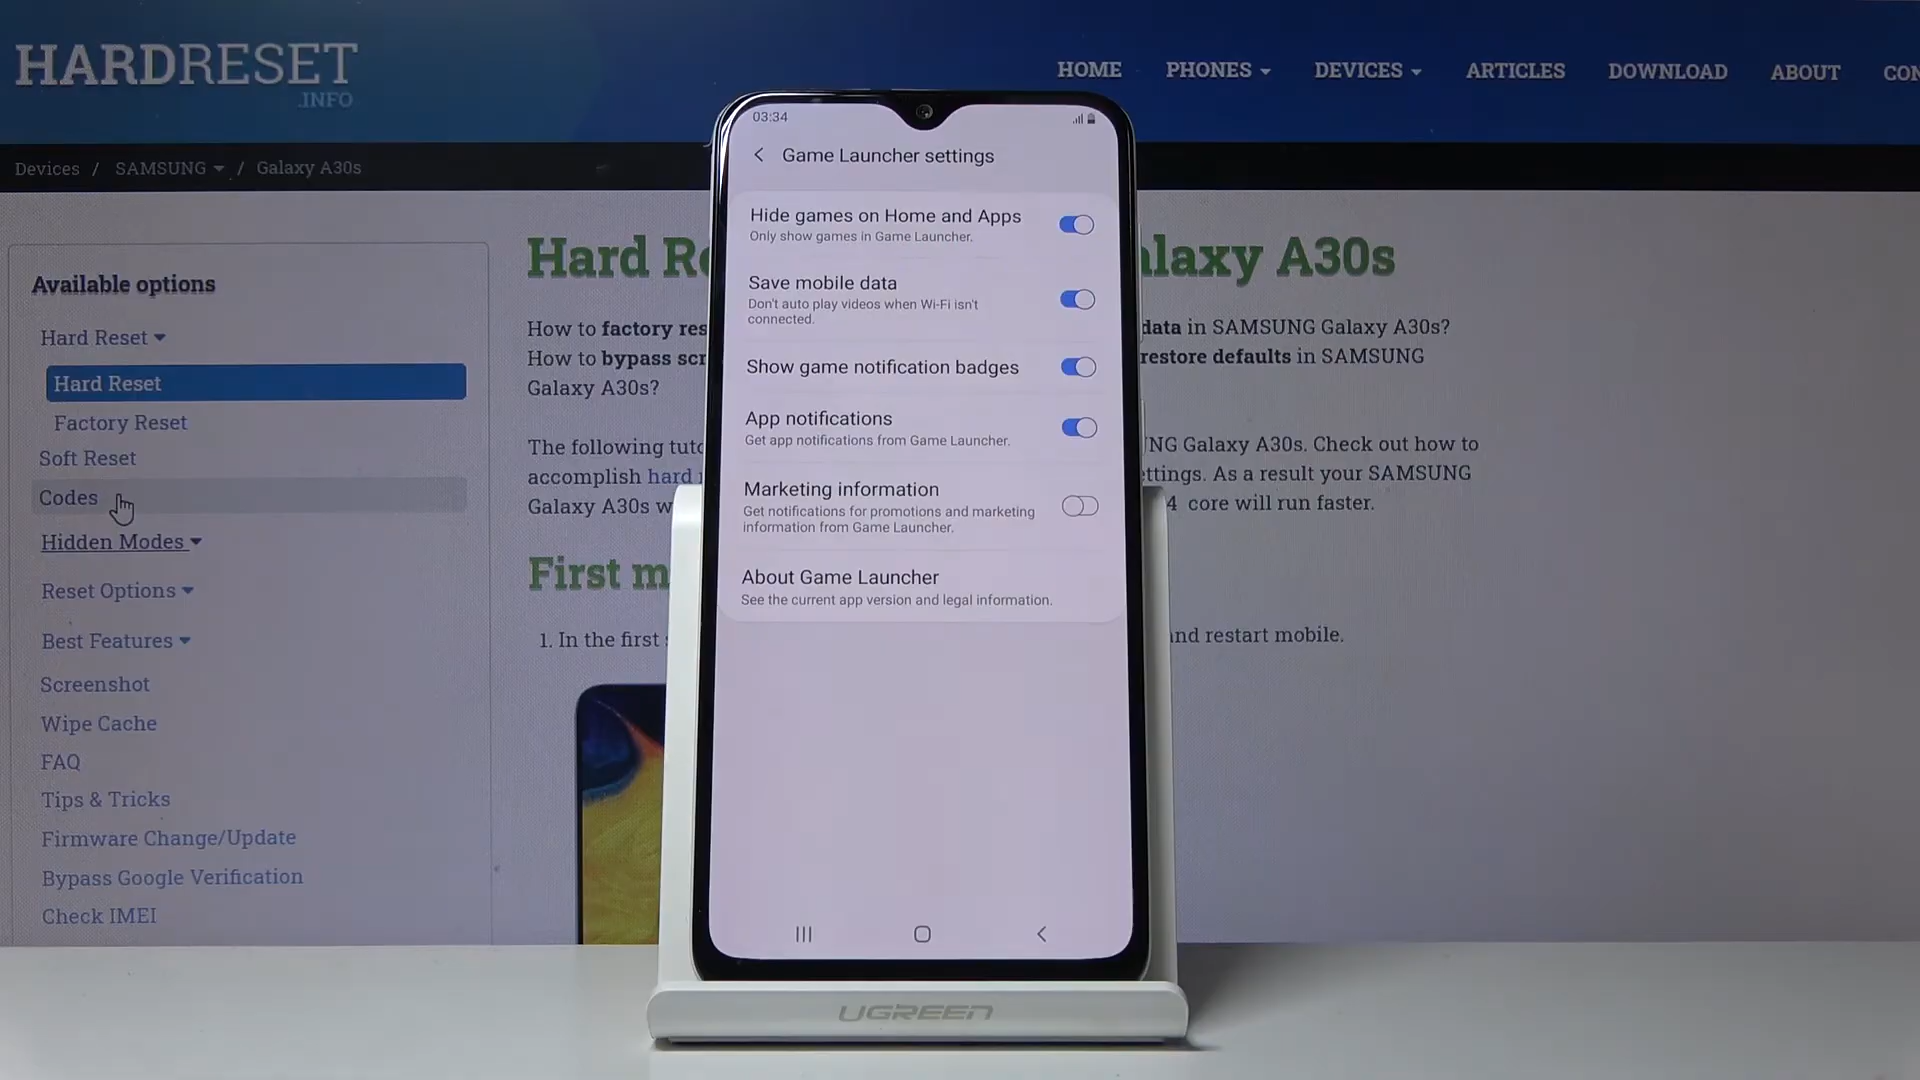 HARDRESET
.INFO
HOME PHONES DEVICES ARTICLES DOWNLOAD ABOUT
Devices / SAMSUNG / Galaxy A30s
Available options
Hard Reset
Hard Reset
Factory Reset
Soft Reset
Codes
Hidden Modes
Reset Options
Best Features
Screenshot
Wipe Cache
FAQ
Tips & Tricks
Firmware Change/Update
Bypass Google Verification
Check IMEI
Hard Galaxy A30s
How to factory data in SAMSUNG Galaxy A30s?
How to bypass restore defaults in SAMSUNG
Galaxy A30s?
The following Galaxy A30s. Check out how to
accomplish hard As a result your SAMSUNG
Galaxy A30s 4 core will run faster.
First
1. In the first and restart mobile.
03:34
Game Launcher settings
Hide games on Home and Apps
Only show games in Game Launcher.
Save mobile data
Don't auto play videos when Wi-Fi isn't
connected.
Show game notification badges
App notifications
Get app notifications from Game Launcher.
Marketing information
Get notifications for promotions and marketing
information from Game Launcher.
About Game Launcher
See the current app version and legal information.
UGREEN